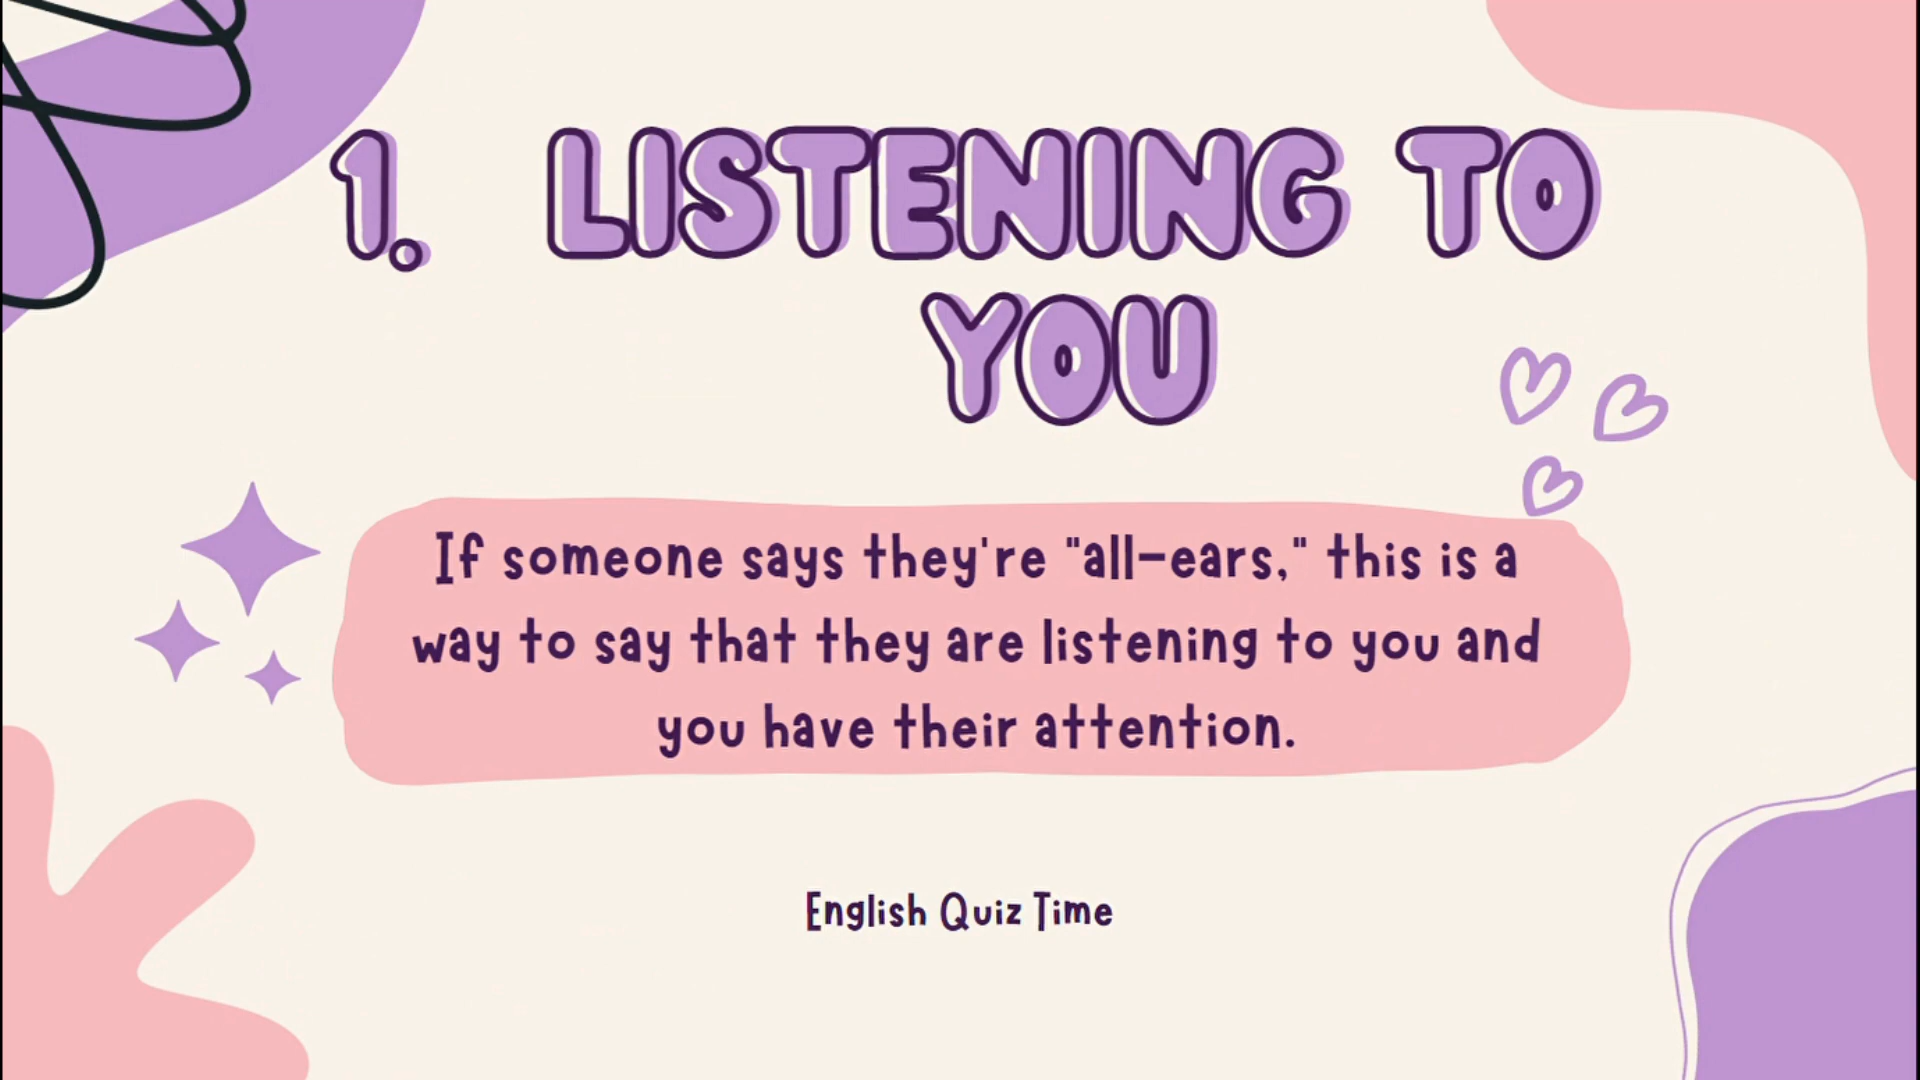 1. LISTENING TO
YOU
If someone says they're "all-ears," this is a
way to say that they are listening to you and
you have their attention.
English Quiz Time